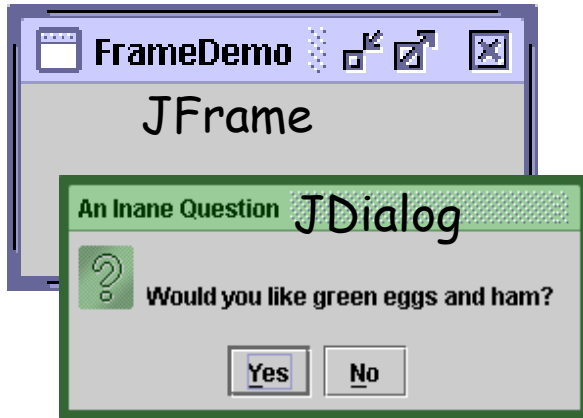 FrameDemo
JFrame
An Inane Question
JDialog
Would you like green eggs and ham?
Yes No